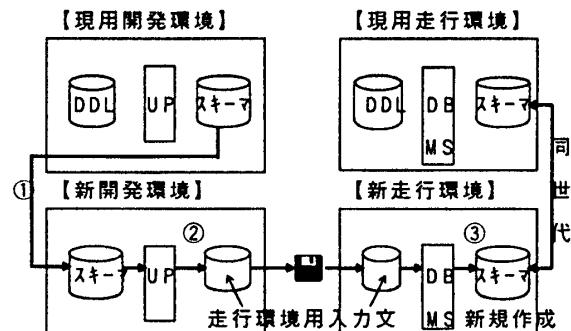 【現用開発環境】
【現用走行環境】
DDL
UP
スキーマ
DDL
DB
MS
スキーマ
同世代
①
【新開発環境】
【新走行環境】
②
③
スキーマ
UP
DB
MS
スキーマ
走行環境用入力文
新規作成